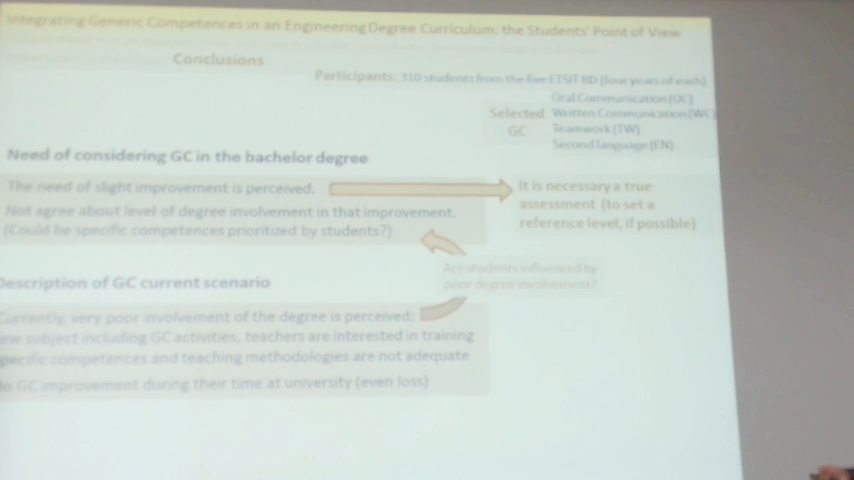 Integrating Generic Competences in an Engineering Degree Curriculum: the Students' Point of View
Conclusions
Participants: 310 students from the five ETSIT BD (four years of each)
Selected GC
Oral Communication (OC)
Written Communication (WC)
Teamwork (TW)
Second language (EN)
Need of considering GC in the bachelor degree
The need of slight improvement is perceived.
It is necessary a true
assessment (to set a
reference level, if possible)
Not agree about level of degree involvement in that improvement.
(Could be specific competences prioritized by students?)
Are students influenced by
poor degree involvement?
Description of GC current scenario
Currently, very poor involvement of the degree is perceived:
ew subject including GC activities, teachers are interested in training
pecific competences and teaching methodologies are not adequate
No GC improvement during their time at university (even loss)